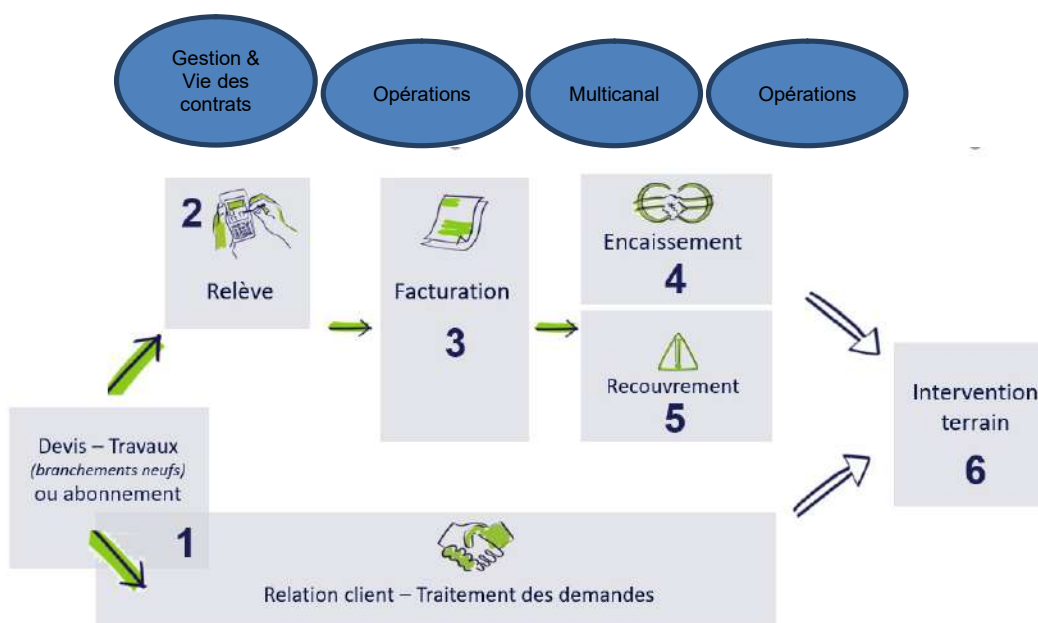 Gestion &
Vie des
contrats
Opérations
Multicanal
Opérations
2
Relève
Facturation
3
Encaissement
4
Recouvrement
5
Intervention
terrain
6
Devis – Travaux
(branchements neufs)
ou abonnement
1
Relation client – Traitement des demandes